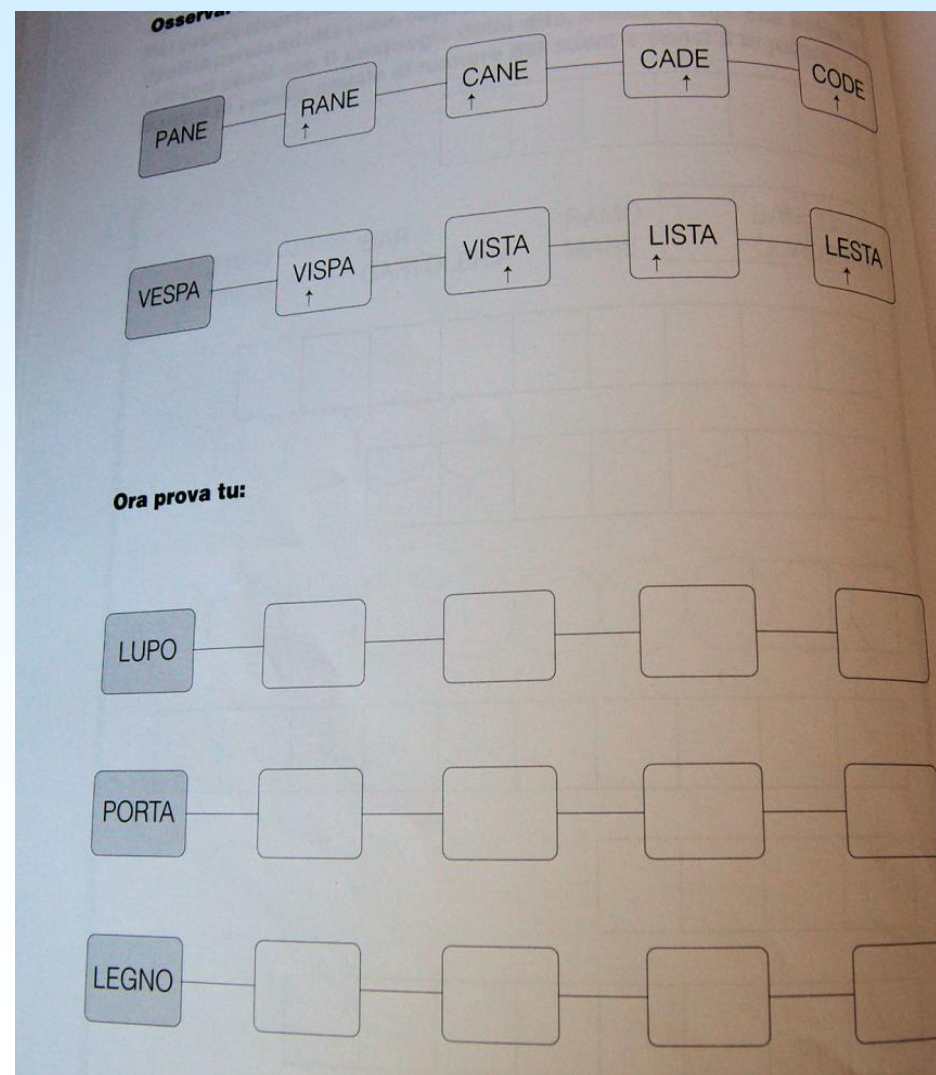 Osserva:
PANE RANE CANE CADE CODE
↑ ↑ ↑ ↑
VESPA VISPA VISTA LISTA LESTA
↑ ↑ ↑ ↑
Ora prova tu:
LUPO
PORTA
LEGNO